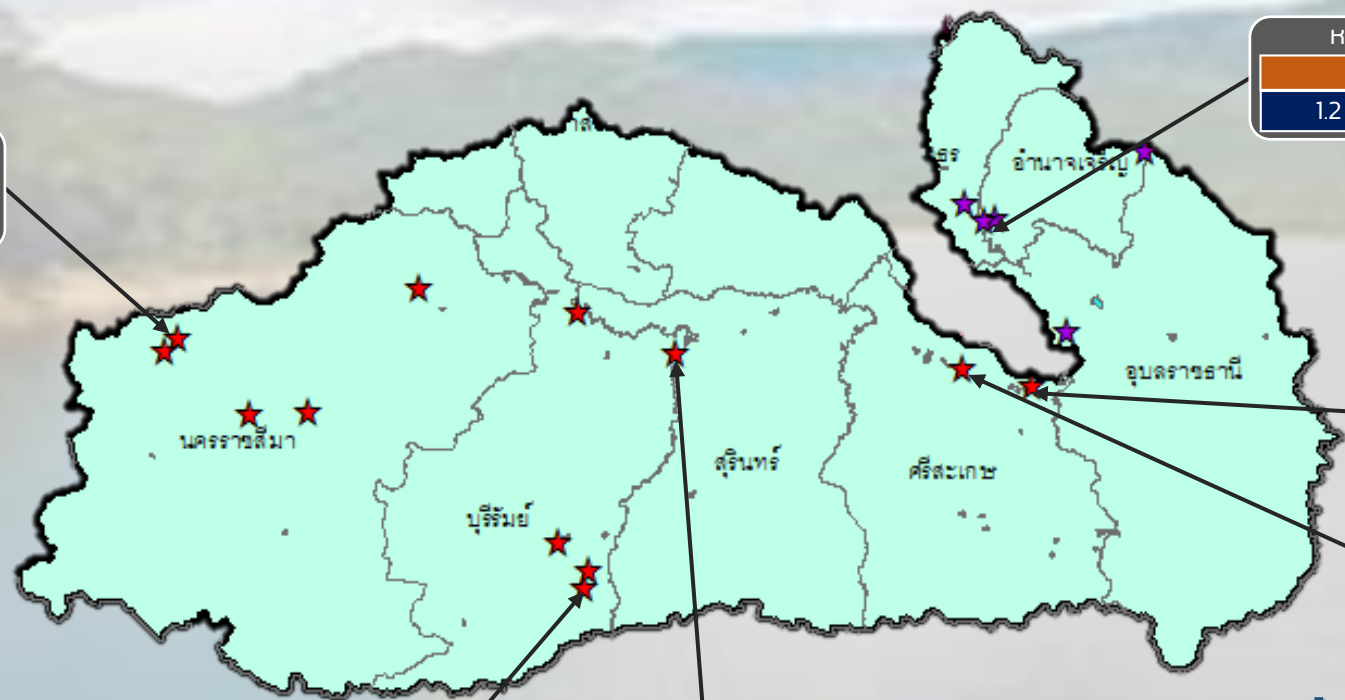 1.2
อำนาจเจริญ
อุบลราชธานี
นครราชสีมา
สุรินทร์
ศรีสะเกษ
บุรีรัมย์